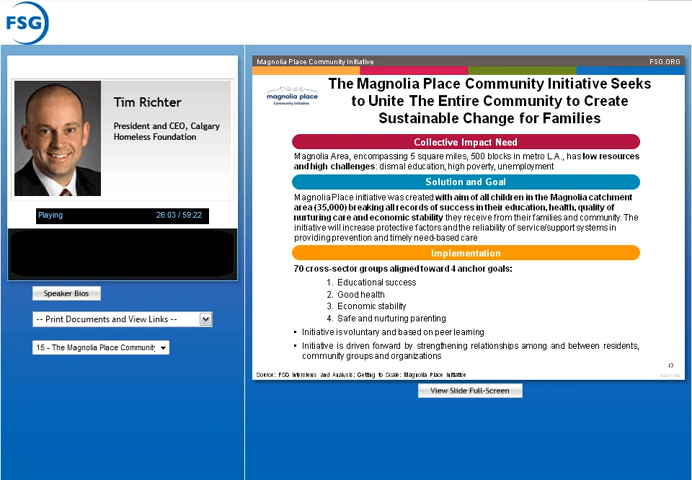 FSG
Tim Richter
President and CEO, Calgary
Homeless Foundation
Playing
26:03 / 59:22
Speaker Bios
-- Print Documents and View Links --
15 - The Magnolia Place Community
Magnolia Place Community Initiative
FSG.ORG
magnolia place
Community Initiative
The Magnolia Place Community Initiative Seeks
to Unite The Entire Community to Create
Sustainable Change for Families
Collective Impact Need
Magnolia Area, encompassing 5 square miles, 500 blocks in metro L.A., has low resources
and high challenges: dismal education, high poverty, unemployment
Solution and Goal
Magnolia Place initiative was created with aim of all children in the Magnolia catchment
area (35,000) breaking all records of success in their education, health, quality of
nurturing care and economic stability they receive from their families and community. The
initiative will increase protective factors and the reliability of service/support systems in
providing prevention and timely need-based care
Implementation
70 cross-sector groups aligned toward 4 anchor goals:
1. Educational success
2. Good health
3. Economic stability
4. Safe and nurturing parenting
• Initiative is voluntary and based on peer learning
• Initiative is driven forward by strengthening relationships among and between residents,
community groups and organizations
Source: FSG Interviews and Analysis; Getting to Scale: Magnolia Place Initiative
View Slide Full-Screen